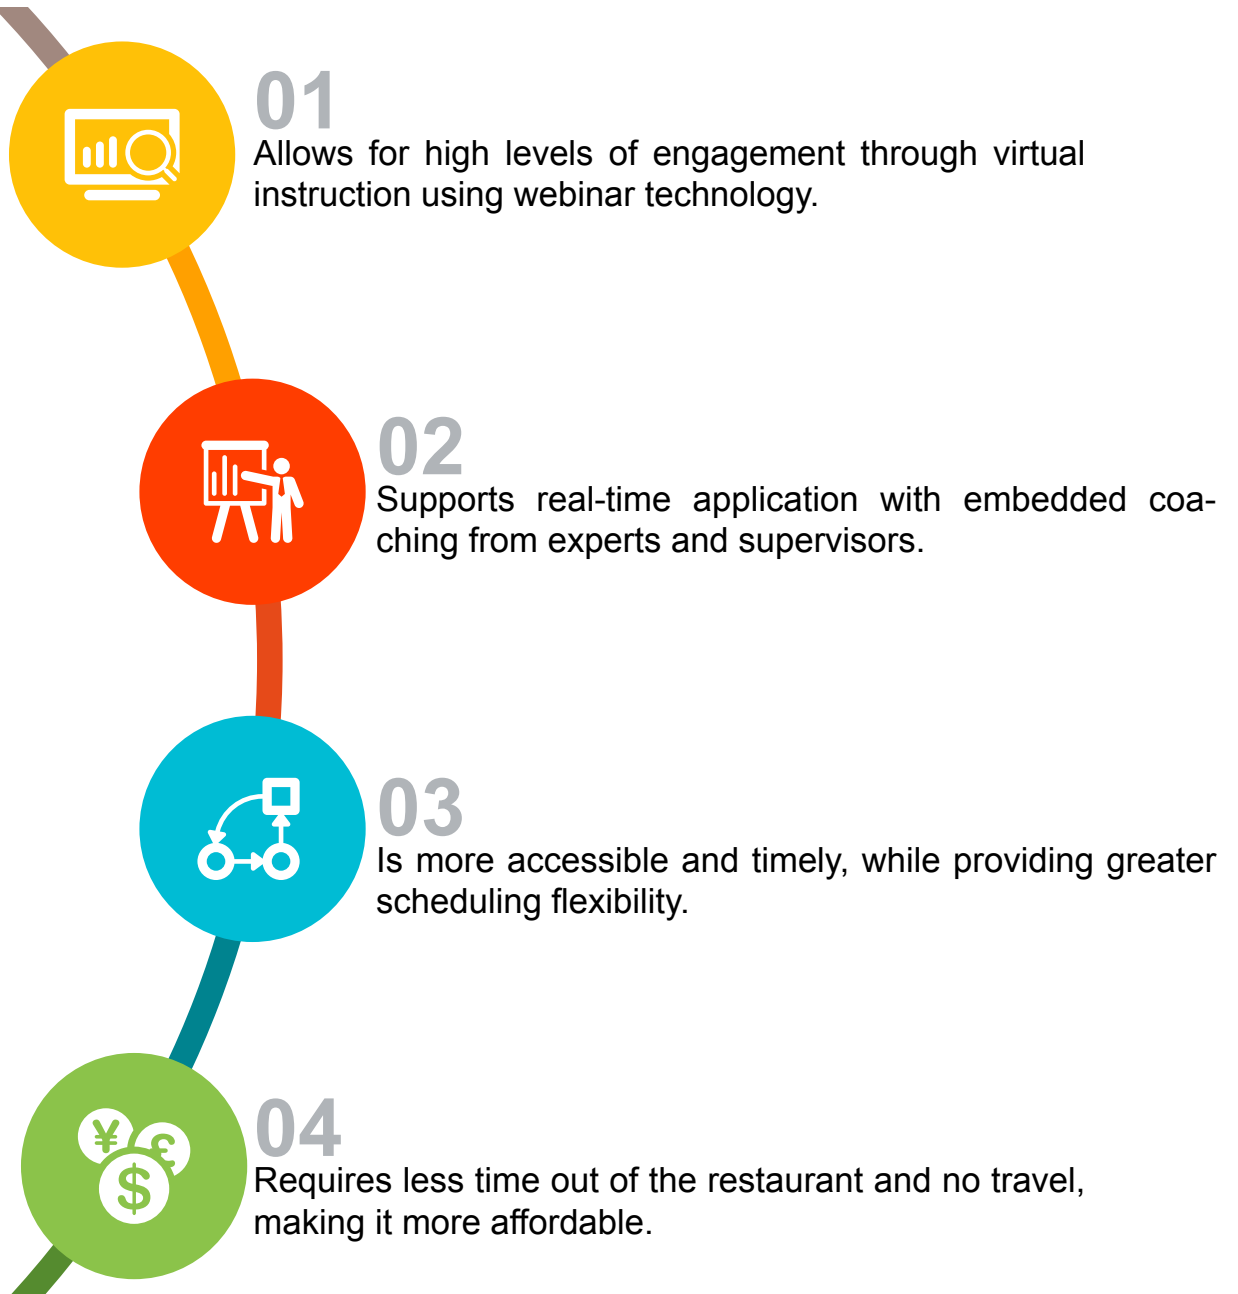 01
Allows for high levels of engagement through virtual
instruction using webinar technology.
02
Supports real-time application with embedded coa-
ching from experts and supervisors.
03
Is more accessible and timely, while providing greater
scheduling flexibility.
¥ £
$
04
Requires less time out of the restaurant and no travel,
making it more affordable.